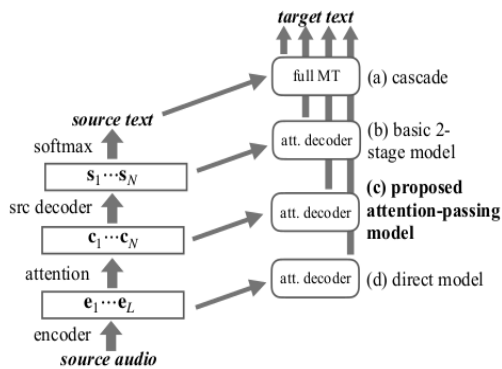 target text
full MT
(a) cascade
source text
softmax
att. decoder
(b) basic 2-
stage model
s1···sN
src decoder
att. decoder
(c) proposed
attention-passing
model
c1···cN
attention
att. decoder
(d) direct model
e1···eL
encoder
source audio